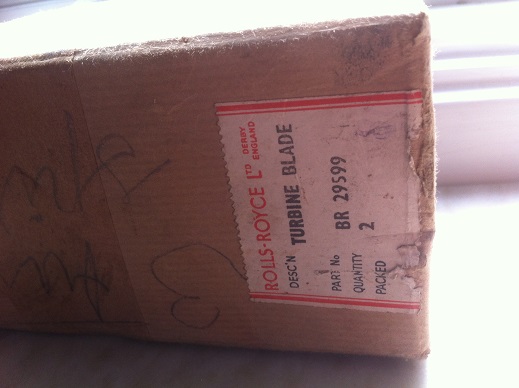 ROLLS-ROYCE LTD DERBY ENGLAND
DESC'N TURBINE BLADE
PART No BR 29599
QUANTITY 2
PACKED